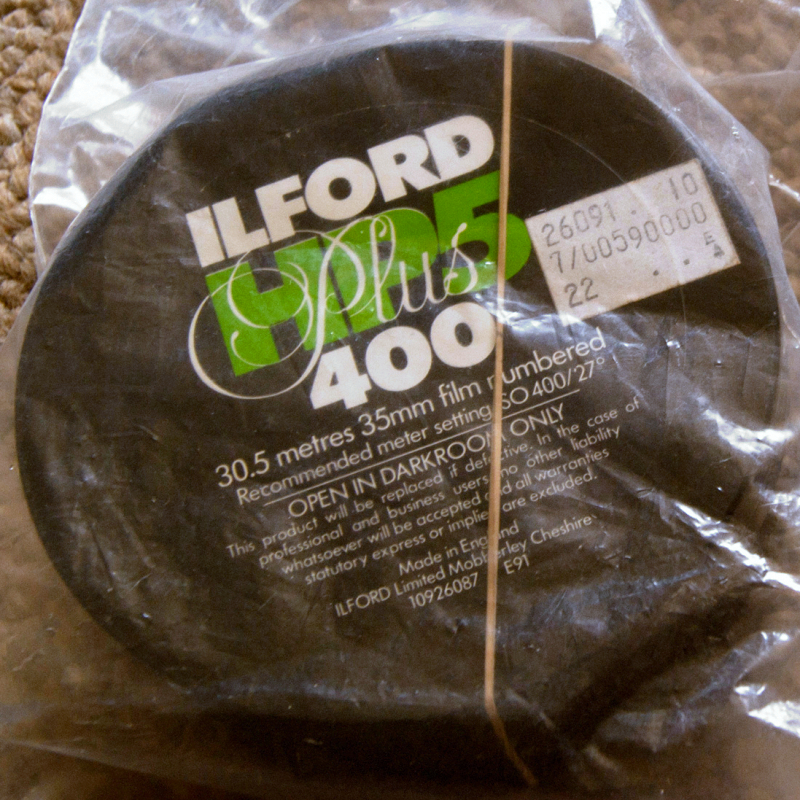 ILFORD
HP5
Plus
400
30.5 metres 35mm film numbered
Recommended meter setting ISO 400/27°
OPEN IN DARKROOM ONLY
This product will be replaced if defective. In the case of
professional and business users no other liability
whatsoever will be accepted and all warranties
statutory express or implied are excluded.
Made in England
ILFORD Limited Mobberley Cheshire
10926087 E91
26091 . 10
7/00590000
22 . . E4